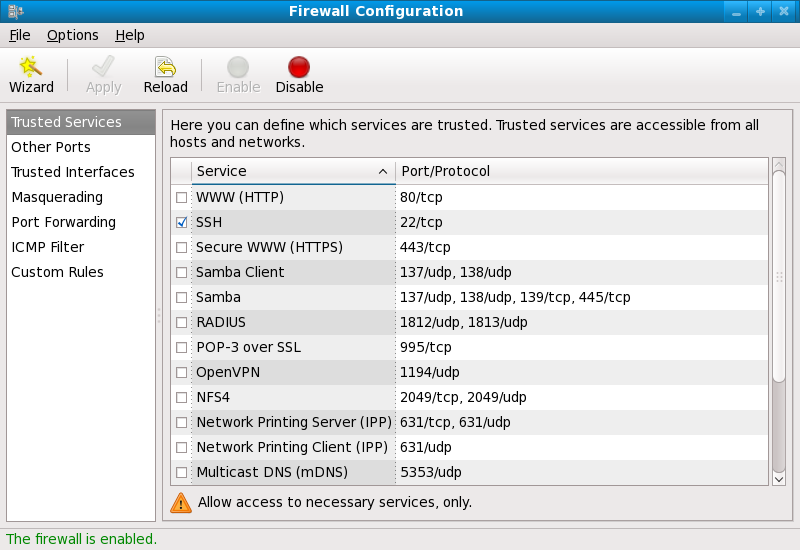 Firewall Configuration
File Options Help
Wizard Apply Reload Enable Disable
Trusted Services
Other Ports
Trusted Interfaces
Masquerading
Port Forwarding
ICMP Filter
Custom Rules
Here you can define which services are trusted. Trusted services are accessible from all
hosts and networks.
Service Port/Protocol
WWW (HTTP) 80/tcp
SSH 22/tcp
Secure WWW (HTTPS) 443/tcp
Samba Client 137/udp, 138/udp
Samba 137/udp, 138/udp, 139/tcp, 445/tcp
RADIUS 1812/udp, 1813/udp
POP-3 over SSL 995/tcp
OpenVPN 1194/udp
NFS4 2049/tcp, 2049/udp
Network Printing Server (IPP) 631/tcp, 631/udp
Network Printing Client (IPP) 631/udp
Multicast DNS (mDNS) 5353/udp
Allow access to necessary services, only.
The firewall is enabled.